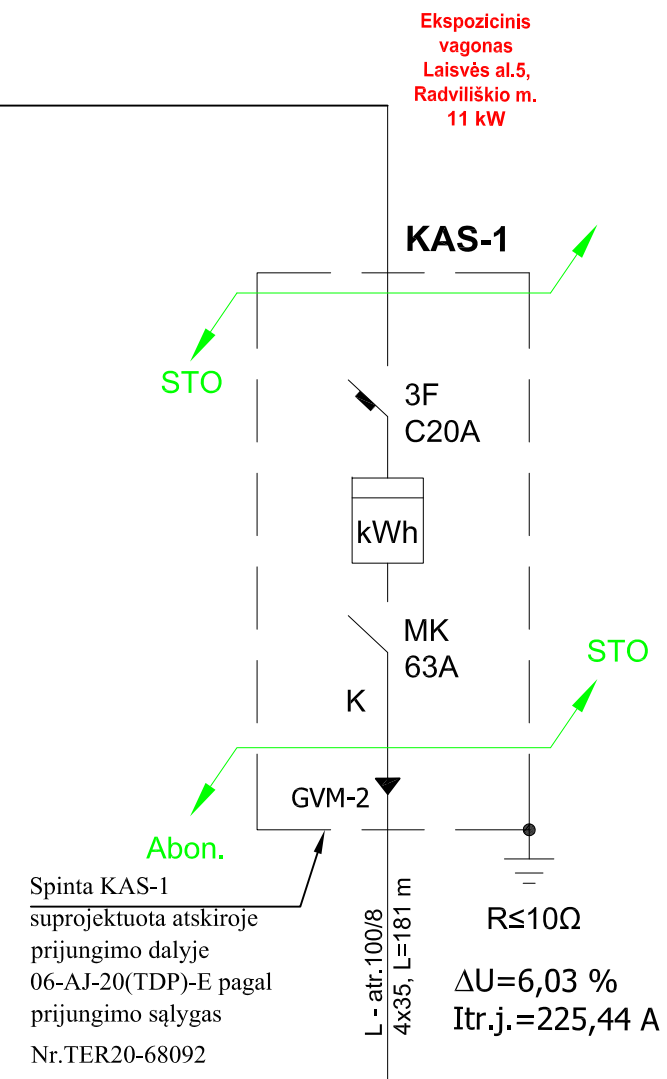 Ekspozicinis
vagonas
Laisvės al.5,
Radviliškio m.
11 kW
KAS-1
STO
3F
C20A
kWh
MK
63A
STO
K
GVM-2
Abon.
Spinta KAS-1
suprojektuota atskiroje
prijungimo dalyje
06-AJ-20(TDP)-E pagal
prijungimo sąlygas
Nr.TER20-68092
L - atr.100/8
4x35, L=181 m
R≤10Ω
ΔU=6,03 %
Itr.j.=225,44 A